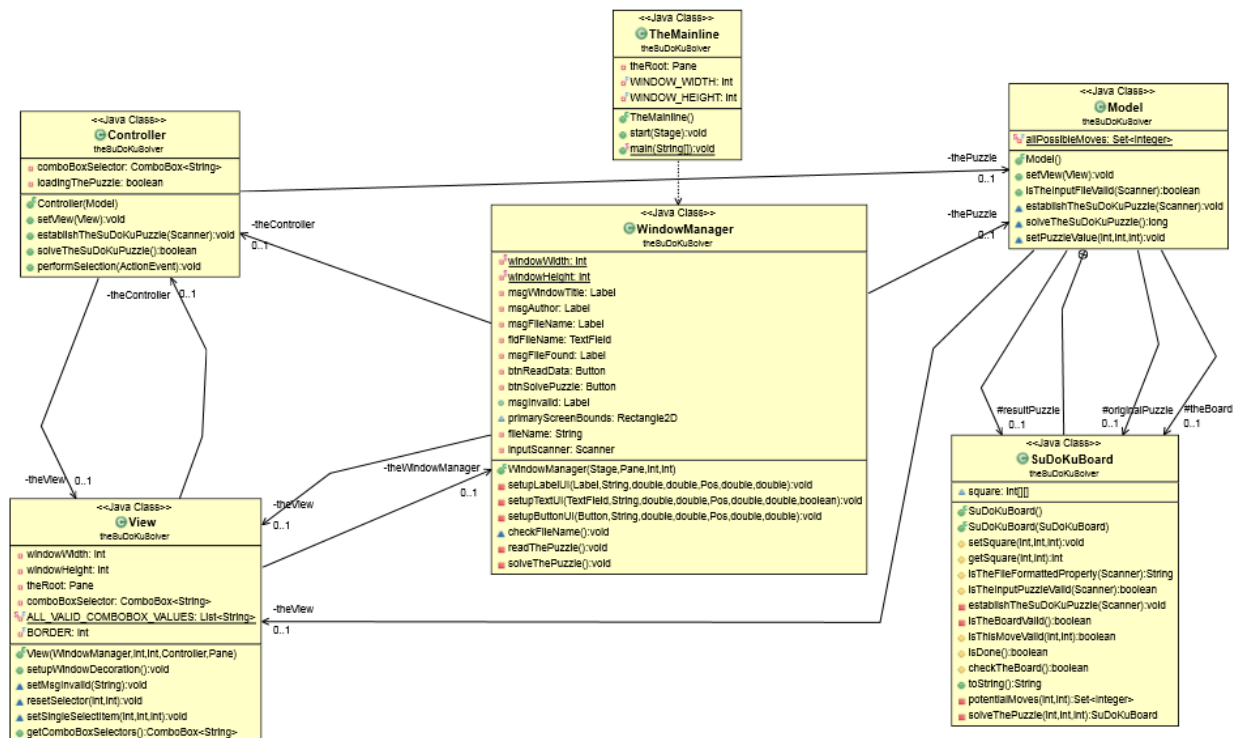 <<Java Class>>
TheMainline
theSuDoKuSolver
theRoot: Pane
WINDOW_WIDTH: int
WINDOW_HEIGHT: int
TheMainline()
start(Stage):void
main(String[]):void
<<Java Class>>
Controller
theSuDoKuSolver
comboBoxSelector: ComboBox<String>
loadingThePuzzle: boolean
Controller(Model)
setView(View):void
establishTheSuDoKuPuzzle(Scanner):void
solveTheSuDoKuPuzzle():boolean
performSelection(ActionEvent):void
<<Java Class>>
Model
theSuDoKuSolver
allPossibleMoves: Set<Integer>
Model()
setView(View):void
isTheInputFileValid(Scanner):boolean
establishTheSuDoKuPuzzle(Scanner):void
solveTheSuDoKuPuzzle():long
setPuzzleValue(int,int,int):void
-thePuzzle
0..1
-thePuzzle
0..1
-theController
0..1
-theController
0..1
<<Java Class>>
WindowManager
theSuDoKuSolver
windowWidth: int
windowHeight: int
msgWindowTitle: Label
msgAuthor: Label
msgFileName: Label
fldFileName: TextField
msgFileFound: Label
btnReadData: Button
btnSolvePuzzle: Button
msgInvalid: Label
primaryScreenBounds: Rectangle2D
fileName: String
inputScanner: Scanner
WindowManager(Stage,Pane,int,int)
setupLabelUI(Label,String,double,double,Pos,double,double):void
setupTextUI(TextField,String,double,double,Pos,double,double,boolean):void
setupButtonUI(Button,String,double,double,Pos,double,double):void
checkFileName():void
readThePuzzle():void
solveThePuzzle():void
#resultPuzzle
0..1
#originalPuzzle
0..1
#theBoard
0..1
-theView
0..1
-theWindowManager
0..1
-theView
0..1
-theView
0..1
<<Java Class>>
View
theSuDoKuSolver
windowWidth: int
windowHeight: int
theRoot: Pane
comboBoxSelector: ComboBox<String>
ALL_VALID_COMBOBOX_VALUES: List<String>
BORDER: int
View(WindowManager,int,int,Controller,Pane)
setupWindowDecoration():void
setMsgInvalid(String):void
resetSelector(int,int):void
setSingleSelectItem(int,int,int):void
getComboBoxSelectors():ComboBox<String>
<<Java Class>>
SuDoKuBoard
theSuDoKuSolver
square: int[][]
SuDoKuBoard()
SuDoKuBoard(SuDoKuBoard)
setSquare(int,int,int):void
getSquare(int,int):int
isTheFileFormattedProperly(Scanner):String
isTheInputPuzzleValid(Scanner):boolean
establishTheSuDoKuPuzzle(Scanner):void
isTheBoardValid():boolean
isThisMoveValid(int,int):boolean
isDone():boolean
checkTheBoard():boolean
toString():String
potentialMoves(int,int):Set<Integer>
solveThePuzzle(int,int,int):SuDoKuBoard